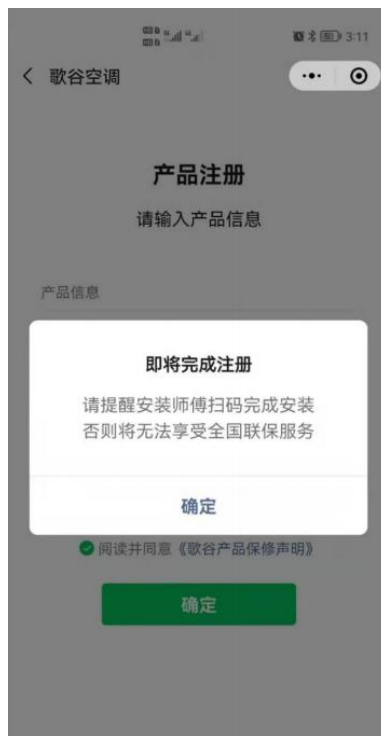 3:11
歌谷空调
产品注册
请输入产品信息
产品信息
即将完成注册
请提醒安装师傅扫码完成安装
否则将无法享受全国联保服务
确定
阅读并同意《歌谷产品保修声明》
确定